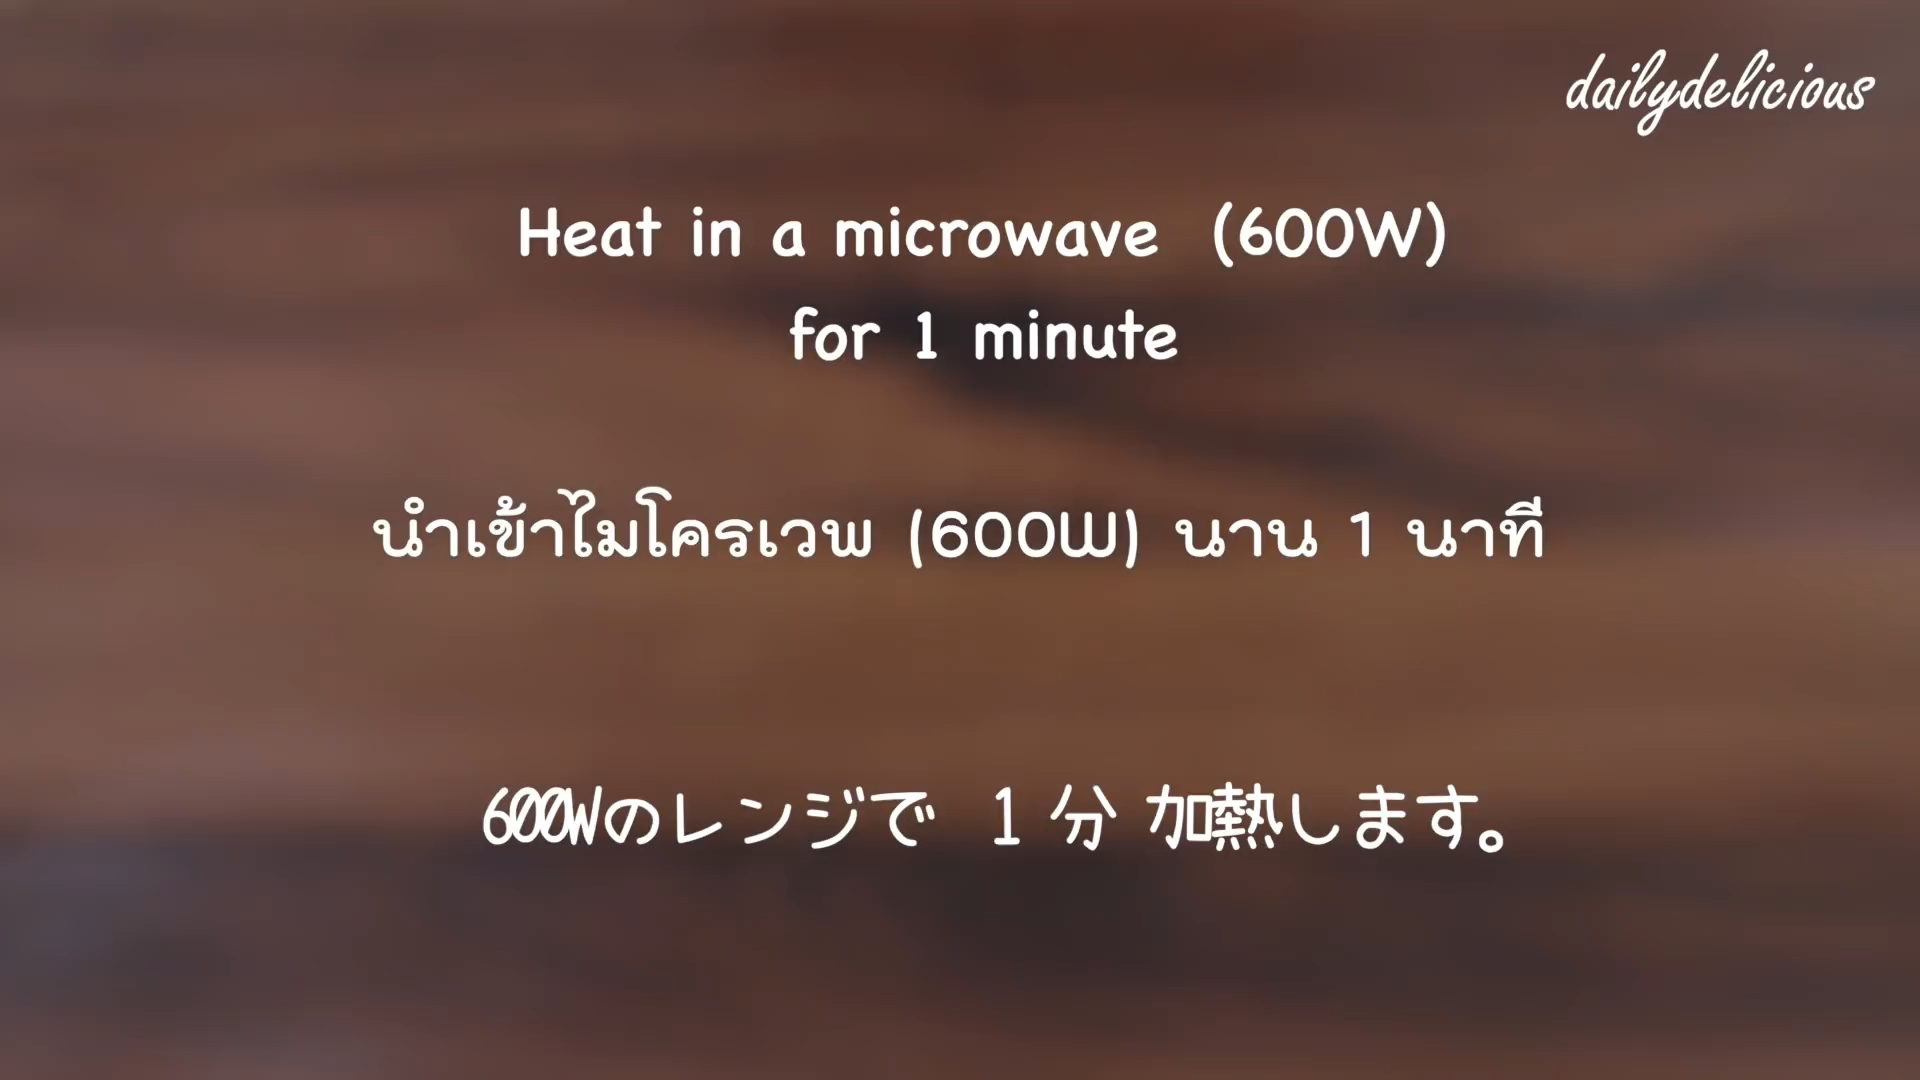 dailydelicious
Heat in a microwave (600W)
for 1 minute
นำเข้าไมโครเวพ (600W) นาน 1 นาที
600Wのレンジで 1 分 加熱します。